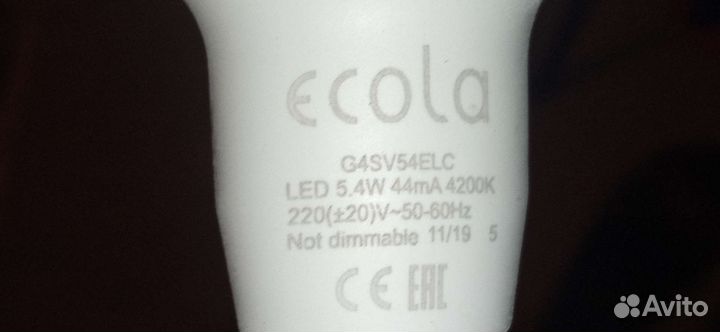 ecola
G4SV54ELC
LED 5.4W 44mA 4200K
220(±20)V~50-60Hz
Not dimmable 11/19 5
CE EAC
Avito